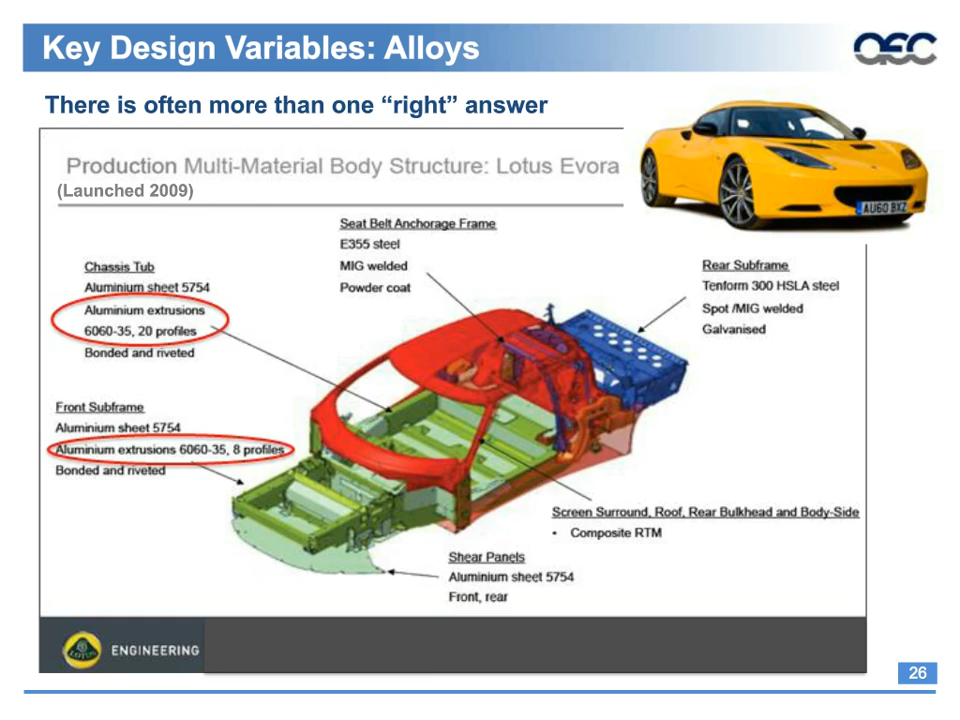 Key Design Variables: Alloys
AEC
There is often more than one “right” answer
Production Multi-Material Body Structure: Lotus Evora
(Launched 2009)
AU60 BXZ
Seat Belt Anchorage Frame
E355 steel
MIG welded
Powder coat
Chassis Tub
Aluminium sheet 5754
Aluminium extrusions
6060-35, 20 profiles
Bonded and riveted
Rear Subframe
Tenform 300 HSLA steel
Spot /MIG welded
Galvanised
Front Subframe
Aluminium sheet 5754
Aluminium extrusions 6060-35, 8 profiles
Bonded and riveted
Screen Surround, Roof, Rear Bulkhead and Body-Side
• Composite RTM
Shear Panels
Aluminium sheet 5754
Front, rear
LOTUS
ENGINEERING
26